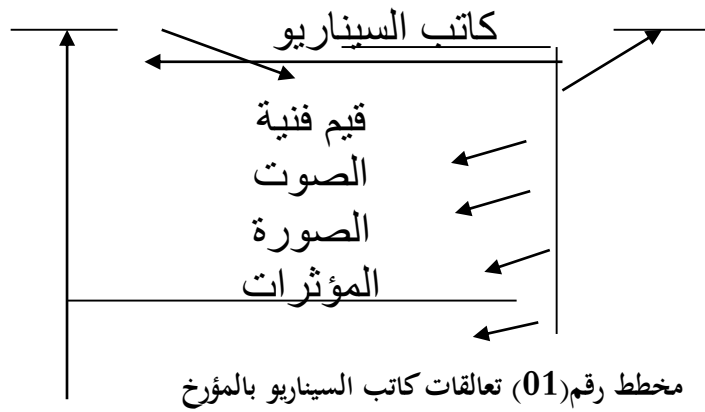 كاتب السيناريو
قيم فنية
الصوت
الصورة
المؤثرات
مخطط رقم(01) تعالقات كاتب السيناريو بالمؤرخ